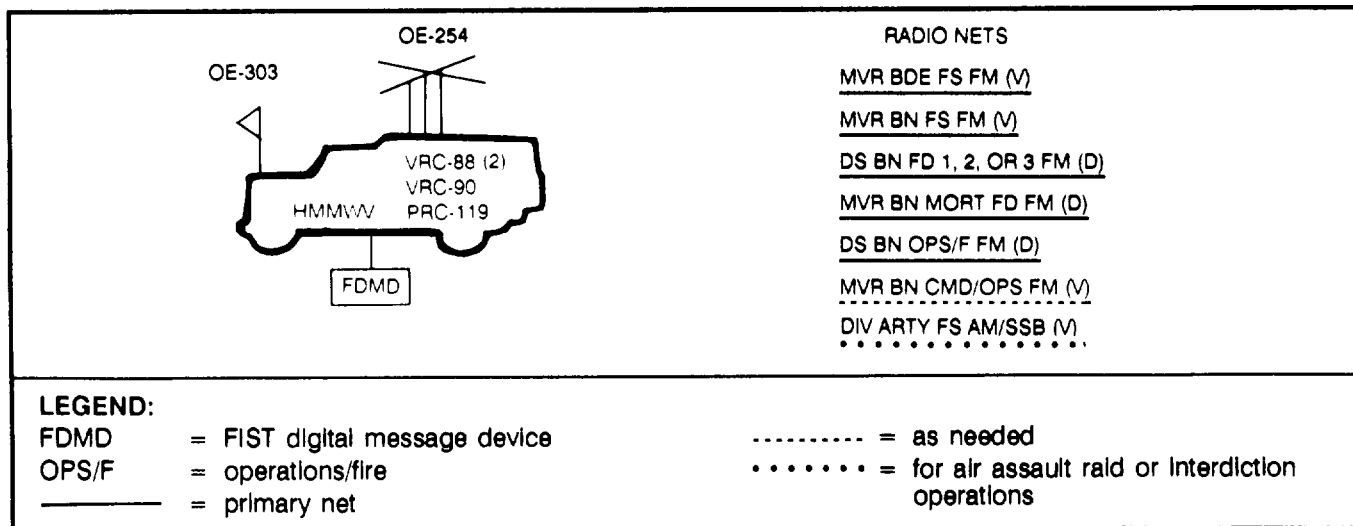 OE-254
OE-303
VRC-88 (2)
VRC-90
HMMWV PRC-119
FDMD
RADIO NETS
MVR BDE FS FM (V)
MVR BN FS FM (V)
DS BN FD 1, 2, OR 3 FM (D)
MVR BN MORT FD FM (D)
DS BN OPS/F FM (D)
MVR BN CMD/OPS FM (V)
DIV ARTY FS AM/SSB (V)
LEGEND:
FDMD = FIST digital message device
OPS/F = operations/fire
——— = primary net
---------- = as needed
• • • • • • = for air assault raid or interdiction
operations